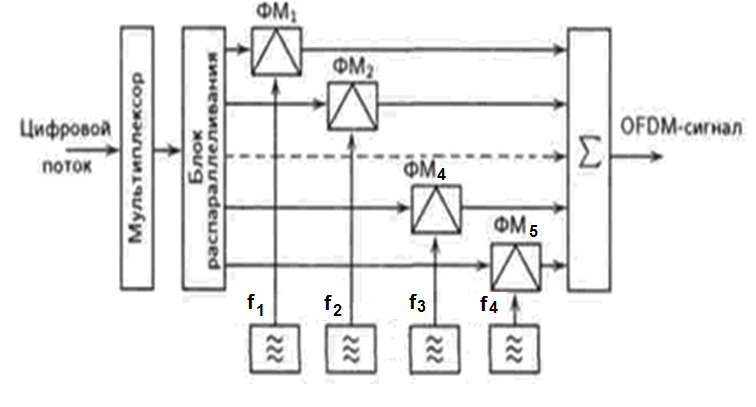 ФМ₁
ФМ₂
Цифровой
поток
Мультиплексор
Блок
распараллеливания
Σ
OFDM-сигнал
ФМ₄
ФМ₅
f₁
f₂
f₃
f₄